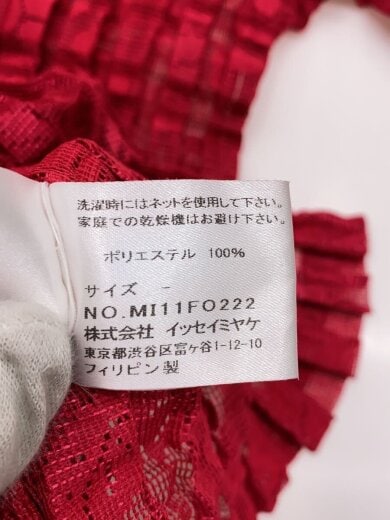 洗濯時にはネットを使用して下さい。
家庭での乾燥機はお避け下さい。
ポリエステル 100%
サイズ -
NO.MI11FO222
株式会社 イッセイミヤケ
東京都渋谷区富ヶ谷1-12-10
フィリピン製